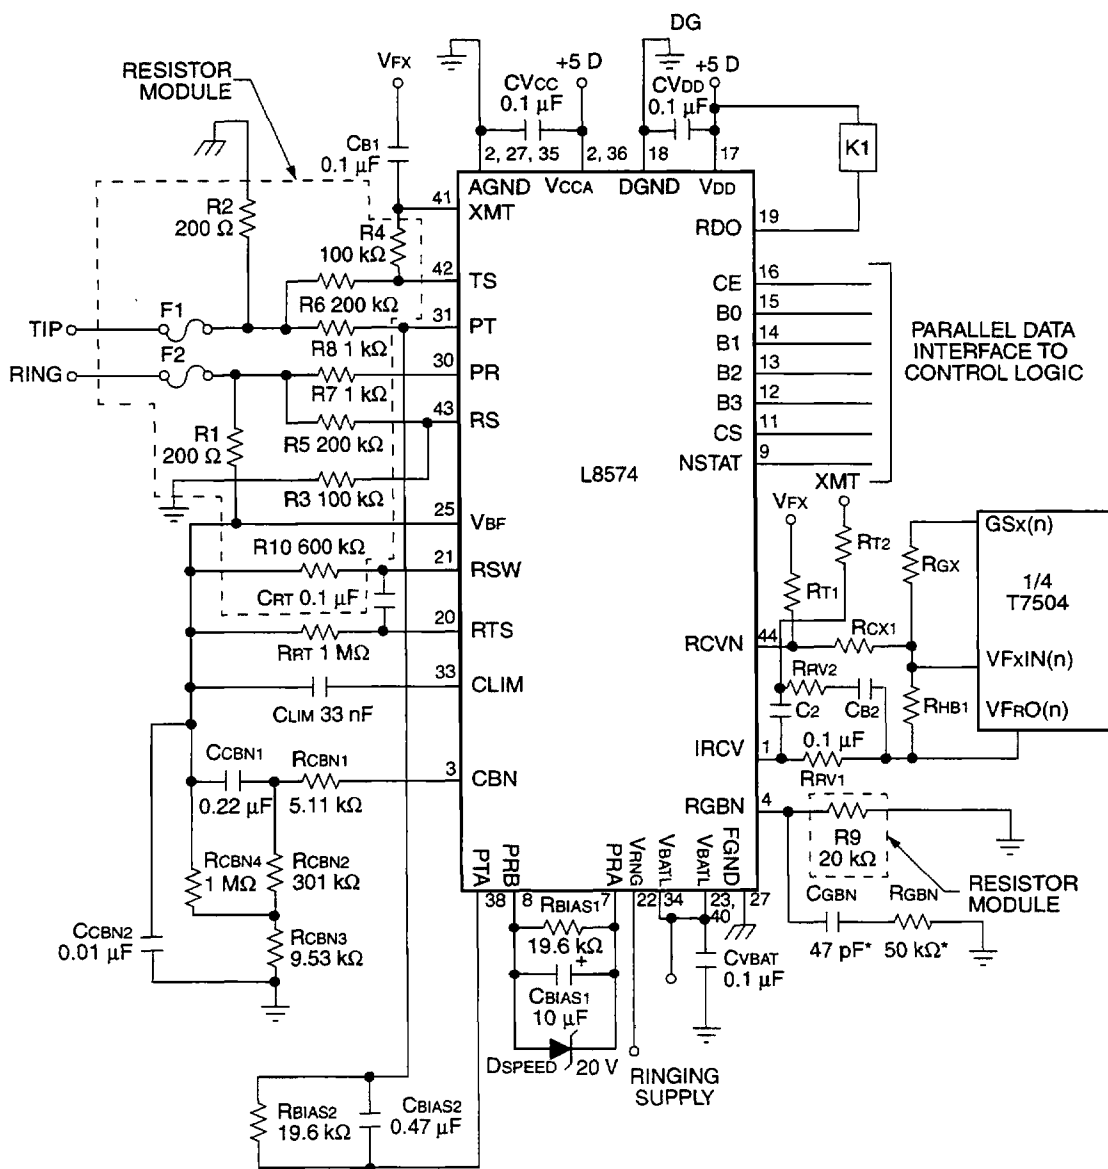 DG
RESISTOR
MODULE
VFX
+5 D
+5 D
CVCC
0.1 µF
CVDD
0.1 µF
K1
CB1
0.1 µF
2, 27, 35
2, 36
18
17
AGND
VCCA
DGND
VDD
41
XMT
19
RDO
R2
200 Ω
R4
100 kΩ
42
TS
16
CE
15
B0
R6 200 kΩ
TIP
F1
31
PT
14
B1
PARALLEL DATA
INTERFACE TO
CONTROL LOGIC
R8 1 kΩ
RING
F2
30
PR
13
B2
R7 1 kΩ
12
B3
43
RS
11
CS
R1
200 Ω
R5 200 kΩ
9
NSTAT
L8574
R3 100 kΩ
XMT
25
VBF
VFX
GSX(n)
R10 600 kΩ
RT2
RGX
21
RSW
RT1
1/4
T7504
CRT 0.1 µF
20
RTS
RCVN
44
RCX1
RRT 1 MΩ
VFXIN(n)
33
CLIM
RRV2
CLIM 33 nF
C2
CB2
RHB1
VFRO(n)
CCBN1
RCBN1
IRCV
1
0.1 µF
RRV1
3
CBN
0.22 µF
5.11 kΩ
RGBN
4
R9
20 kΩ
RCBN4
1 MΩ
RCBN2
301 kΩ
PTA
PRB
PRA
VRNG
VBATL
VBATL
FGND
38
8
7
22
34
23,
40
27
RESISTOR
MODULE
RBIAS1
19.6 kΩ
CGBN
RGBN
47 pF*
50 kΩ*
CCBN2
0.01 µF
RCBN3
9.53 kΩ
+
CBIAS1
10 µF
CVBAT
0.1 µF
DSPEED
20 V
RINGING
SUPPLY
RBIAS2
19.6 kΩ
CBIAS2
0.47 µF